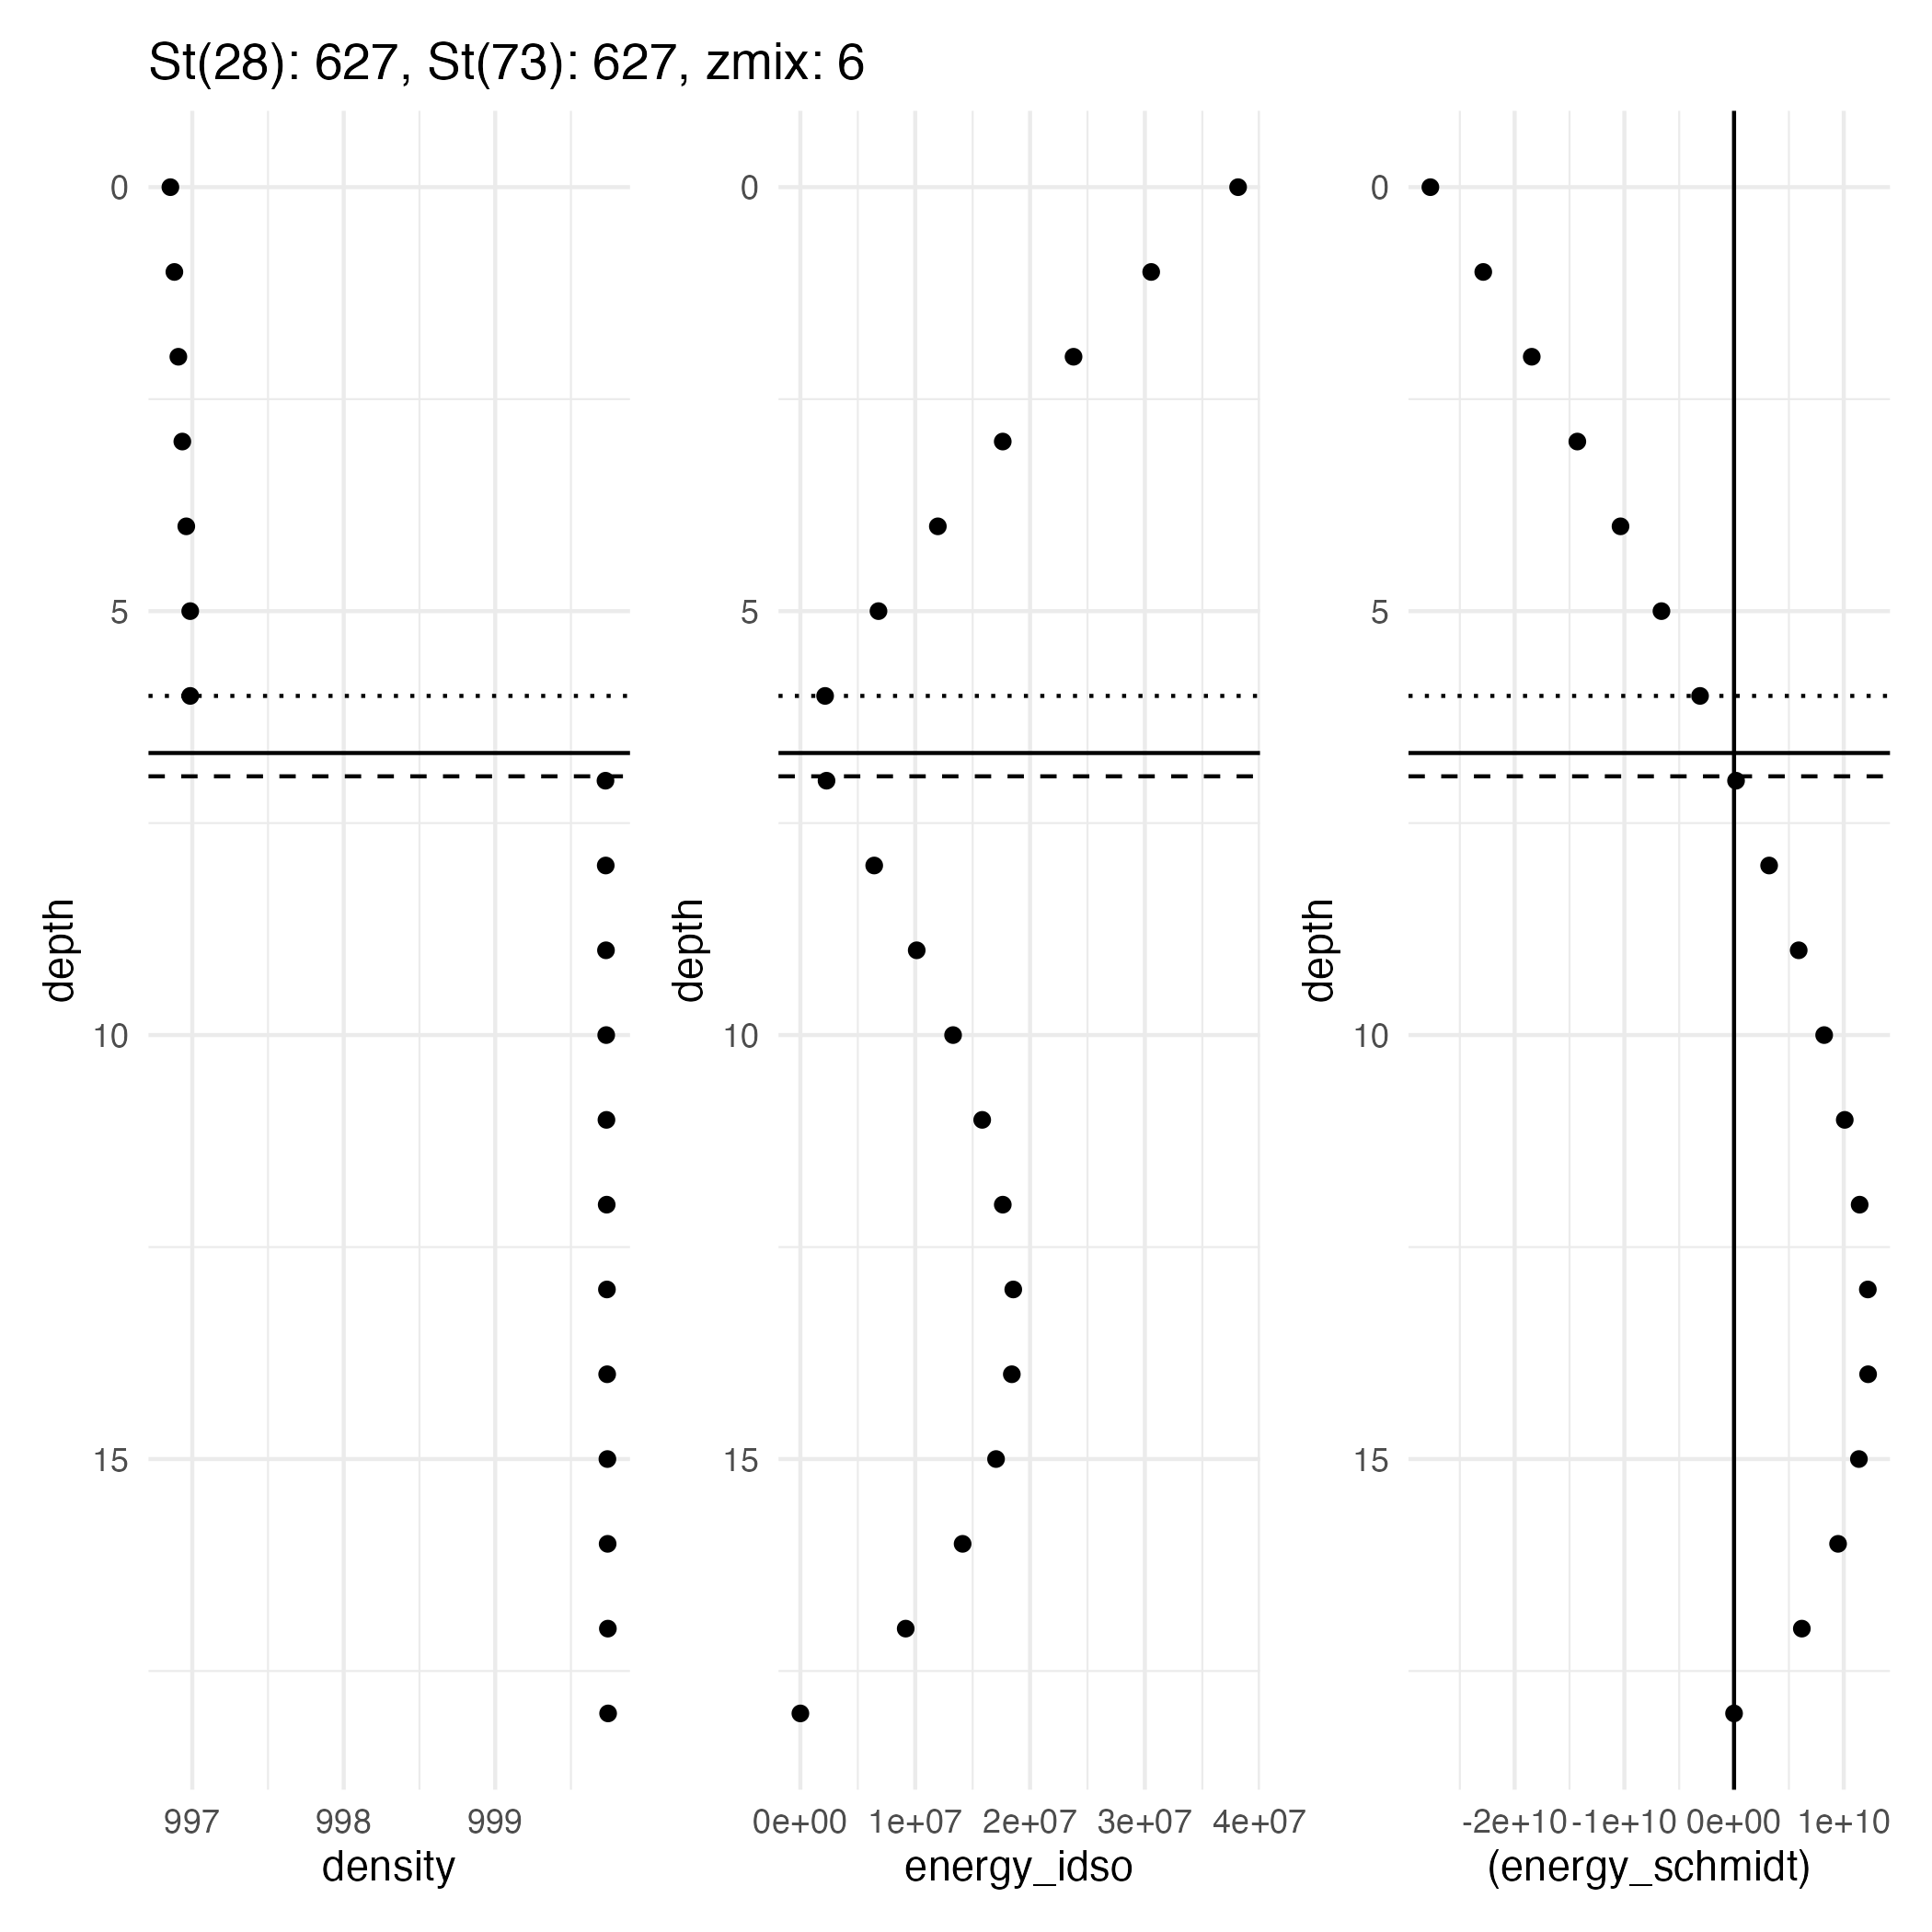 St(28): 627, St(73): 627, zmix: 6
0
5
10
15
depth
997 998 999
density
0
5
10
15
depth
0e+00 1e+07 2e+07 3e+07 4e+07
energy_idso
0
5
10
15
depth
-2e+10 -1e+10 0e+00 1e+10
(energy_schmidt)